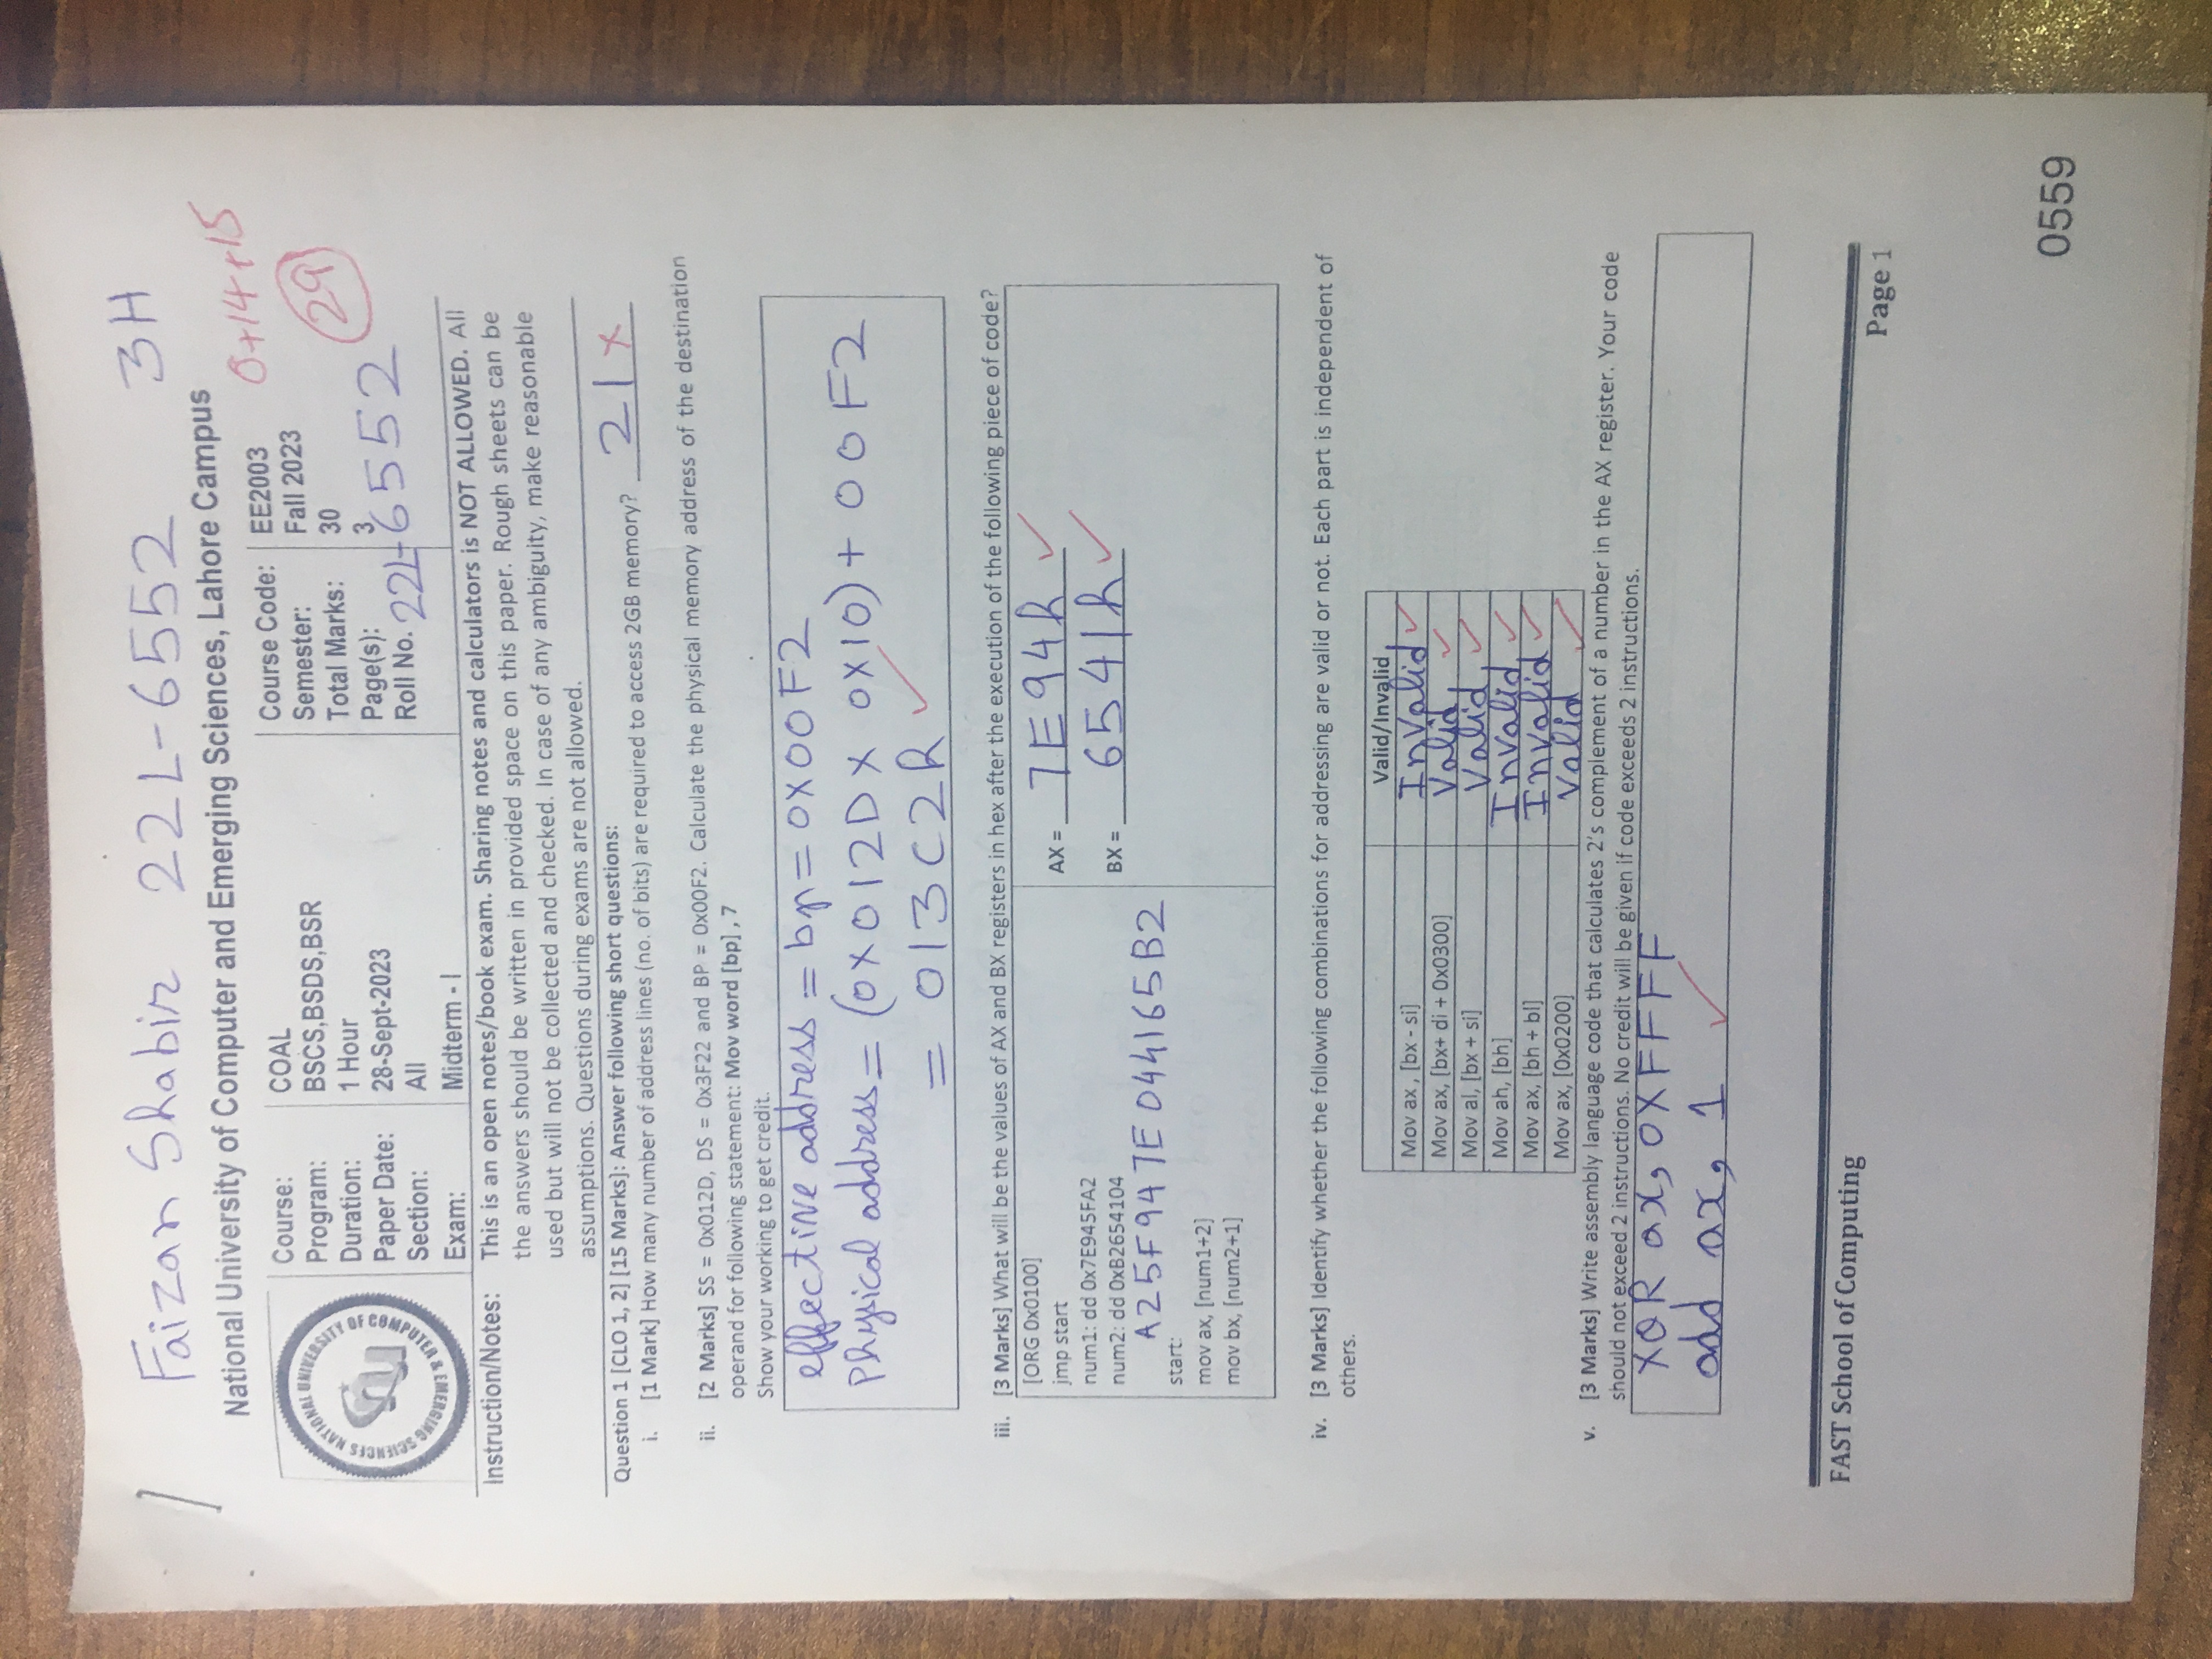 Faizan Shabir 22L-6552 3H
National University of Computer and Emerging Sciences, Lahore Campus
0+14+15
29
NATIONAL UNIVERSITY OF COMPUTER & EMERGING SCIENCES
Course: COAL
Program: BSCS,BSDS,BSR
Duration: 1 Hour
Paper Date: 28-Sept-2023
Section: All
Exam: Midterm - I
Course Code: EE2003
Semester: Fall 2023
Total Marks: 30
Page(s): 3
Roll No. 22L-6552
Instruction/Notes: This is an open notes/book exam. Sharing notes and calculators is NOT ALLOWED. All
the answers should be written in provided space on this paper. Rough sheets can be
used but will not be collected and checked. In case of any ambiguity, make reasonable
assumptions. Questions during exams are not allowed.
Question 1 [CLO 1, 2] [15 Marks]: Answer following short questions:
i. [1 Mark] How many number of address lines (no. of bits) are required to access 2GB memory? 21 ×
ii. [2 Marks] SS = 0x012D, DS = 0x3F22 and BP = 0x00F2. Calculate the physical memory address of the destination
operand for following statement: Mov word [bp] , 7
Show your working to get credit.
effective address = bp = 0X00F2
Physical address = (0X012D X 0X10) + 00F2
= 013C2h ✓
iii. [3 Marks] What will be the values of AX and BX registers in hex after the execution of the following piece of code?
[ORG 0x0100]
jmp start
num1: dd 0x7E945FA2
num2: dd 0xB2654104
A25F947E044165B2
start:
mov ax, [num1+2]
mov bx, [num2+1]
AX = 7E94h ✓
BX = 6541h ✓
iv. [3 Marks] Identify whether the following combinations for addressing are valid or not. Each part is independent of
others.
Valid/Invalid
Mov ax , [bx - si] Invalid ✓
Mov ax, [bx+ di + 0x0300] Valid ✓
Mov al, [bx + si] Valid ✓
Mov ah, [bh] Invalid ✓
Mov ax, [bh + bl] Invalid ✓
Mov ax, [0x0200] Valid ✓
v. [3 Marks] Write assembly language code that calculates 2's complement of a number in the AX register. Your code
should not exceed 2 instructions. No credit will be given if code exceeds 2 instructions.
XOR ax, 0XFFFF
add ax, 1 ✓
FAST School of Computing
Page 1
0559